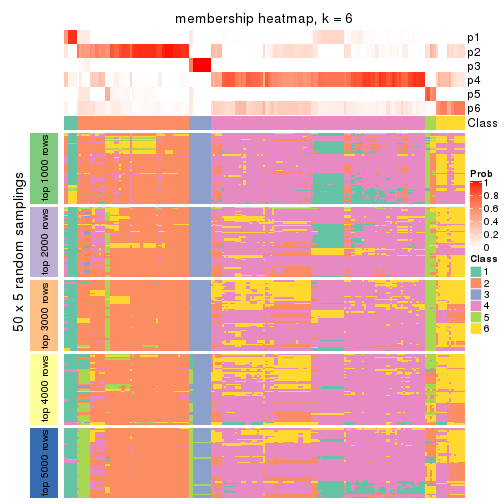 membership heatmap, k = 6
p1
p2
p3
p4
p5
p6
Class
50 x 5 random samplings
top 1000 rows
top 2000 rows
top 3000 rows
top 4000 rows
top 5000 rows
Prob
1
0.8
0.6
0.4
0.2
0
Class
1
2
3
4
5
6